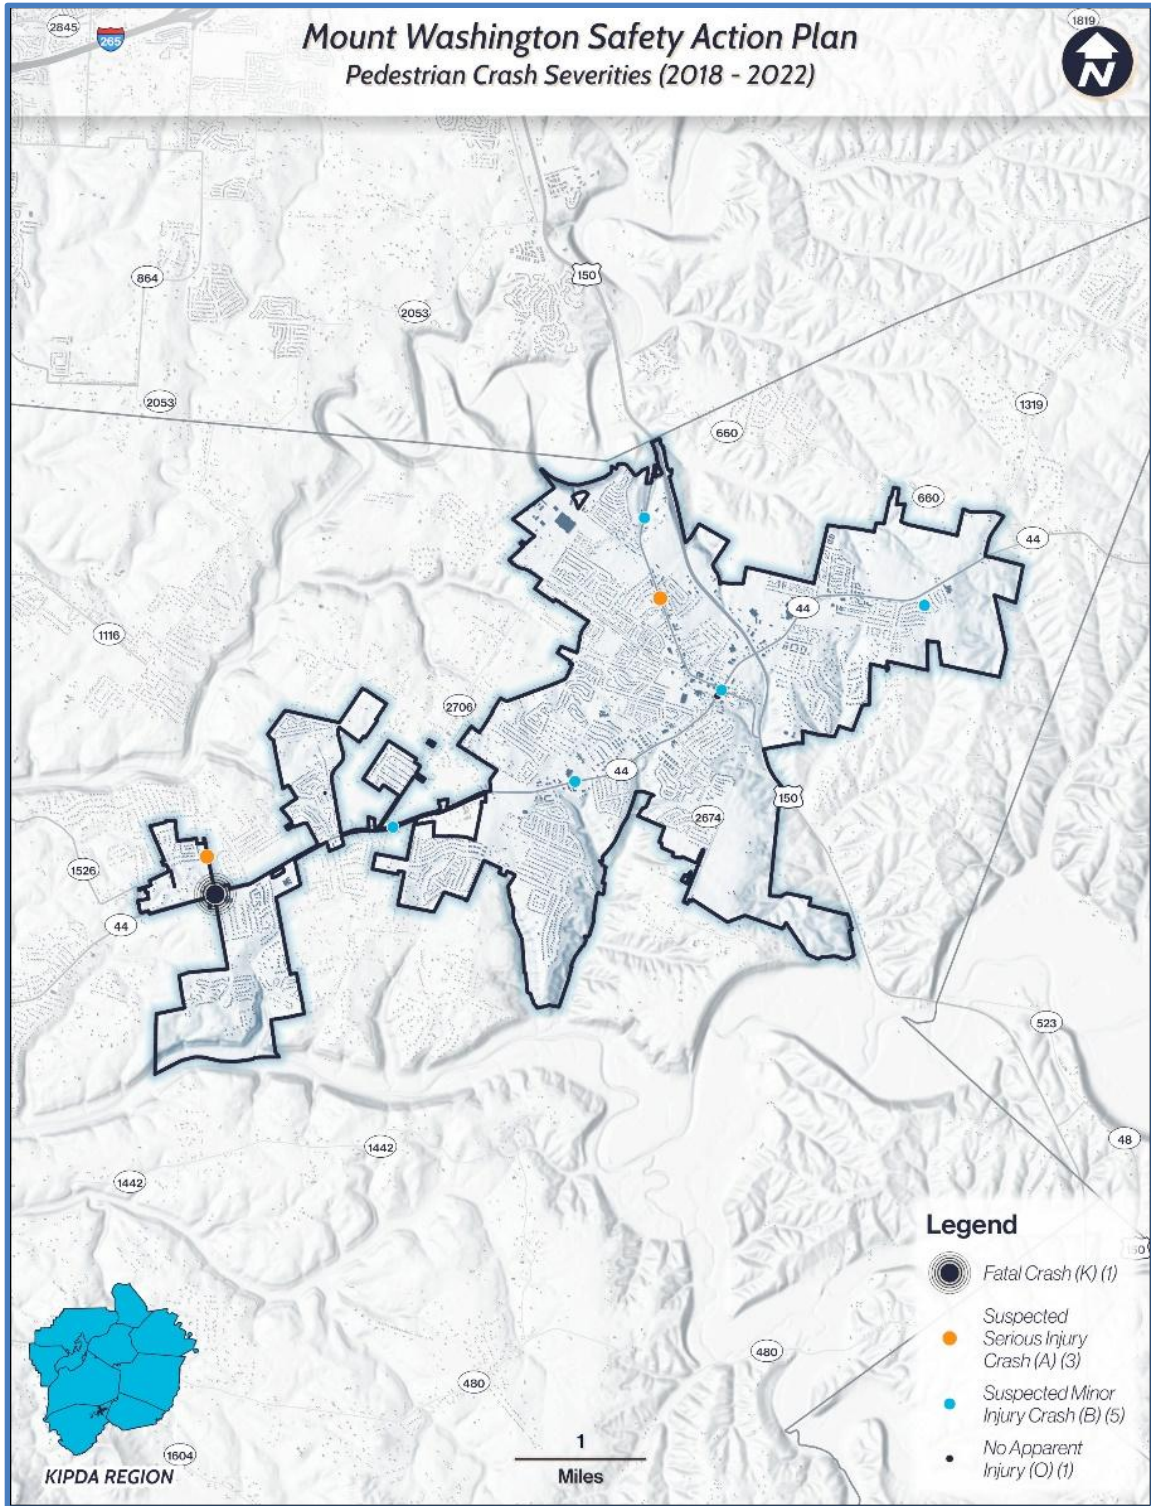 Mount Washington Safety Action Plan
Pedestrian Crash Severities (2018 - 2022)
N
2845
265
1819
864
150
2053
2053
1319
660
660
44
44
1116
2706
44
150
2674
1526
44
523
48
1442
1442
480
480
1604
150
Legend
Fatal Crash (K) (1)
Suspected
Serious Injury
Crash (A) (3)
Suspected Minor
Injury Crash (B) (5)
No Apparent
Injury (O) (1)
1
Miles
KIPDA REGION